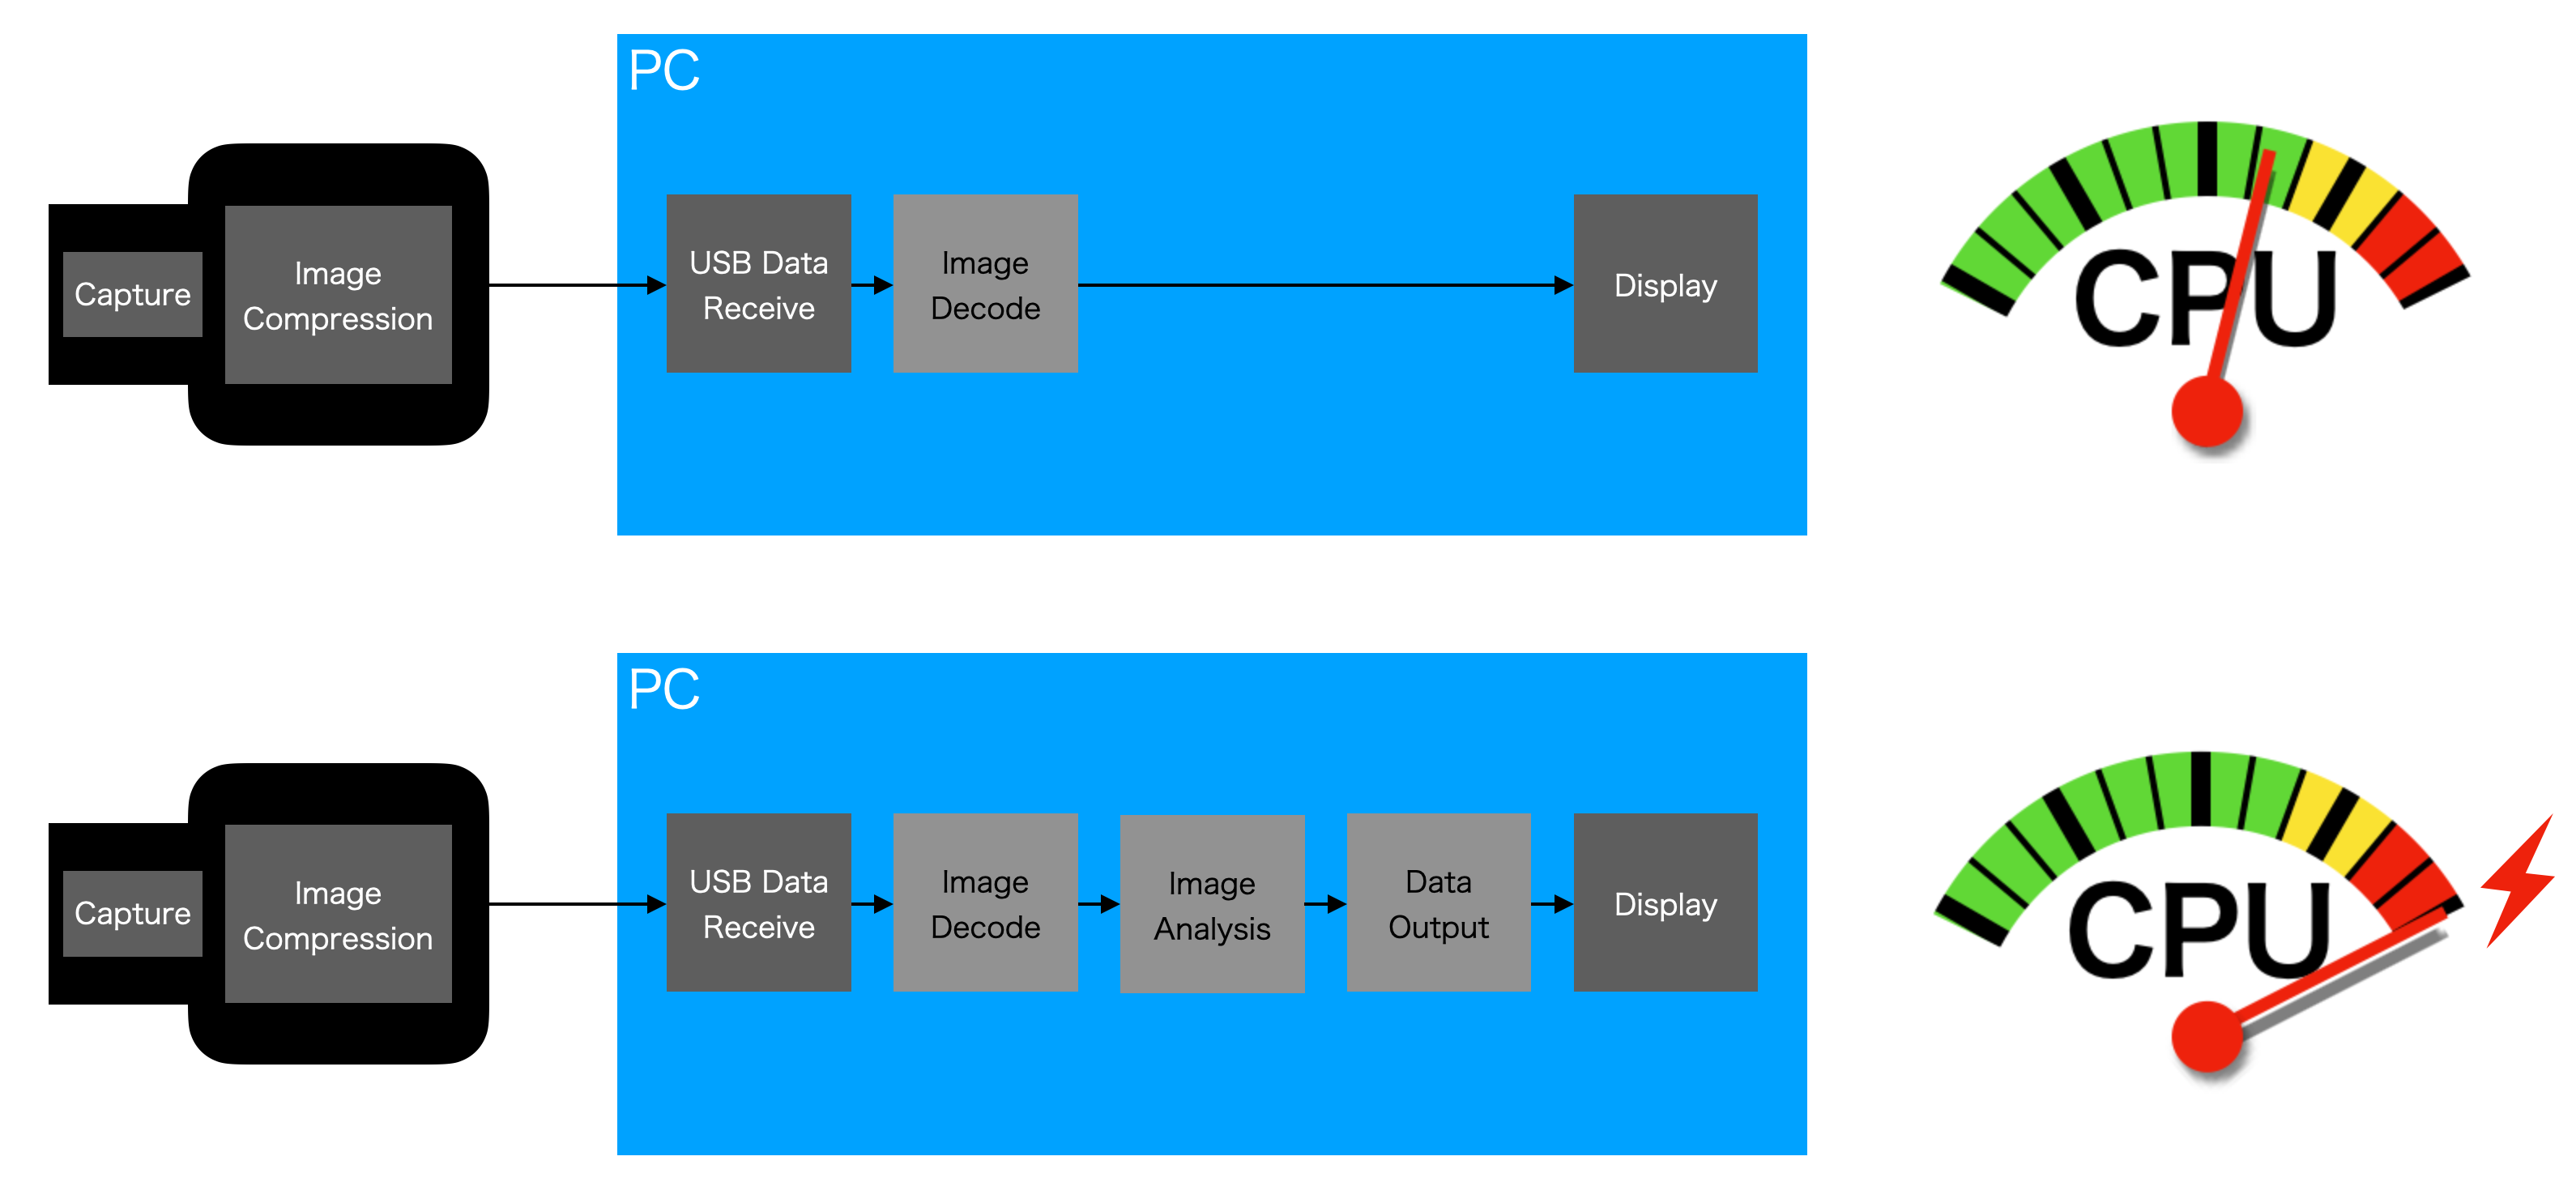 PC
Capture
Image
Compression
USB Data
Receive
Image
Decode
Display
CPU
PC
Capture
Image
Compression
USB Data
Receive
Image
Decode
Image
Analysis
Data
Output
Display
CPU